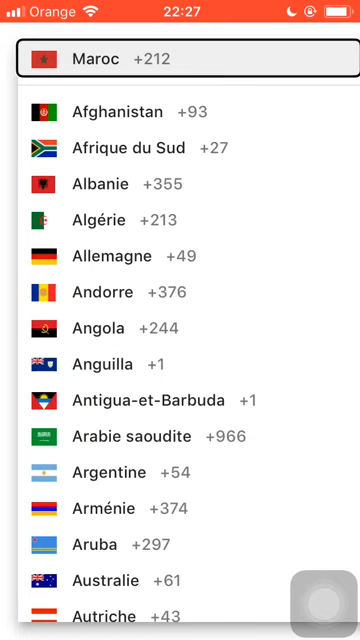 Orange 22:27
Maroc +212
Afghanistan +93
Afrique du Sud +27
Albanie +355
Algérie +213
Allemagne +49
Andorre +376
Angola +244
Anguilla +1
Antigua-et-Barbuda +1
Arabie saoudite +966
Argentine +54
Arménie +374
Aruba +297
Australie +61
Autriche +43